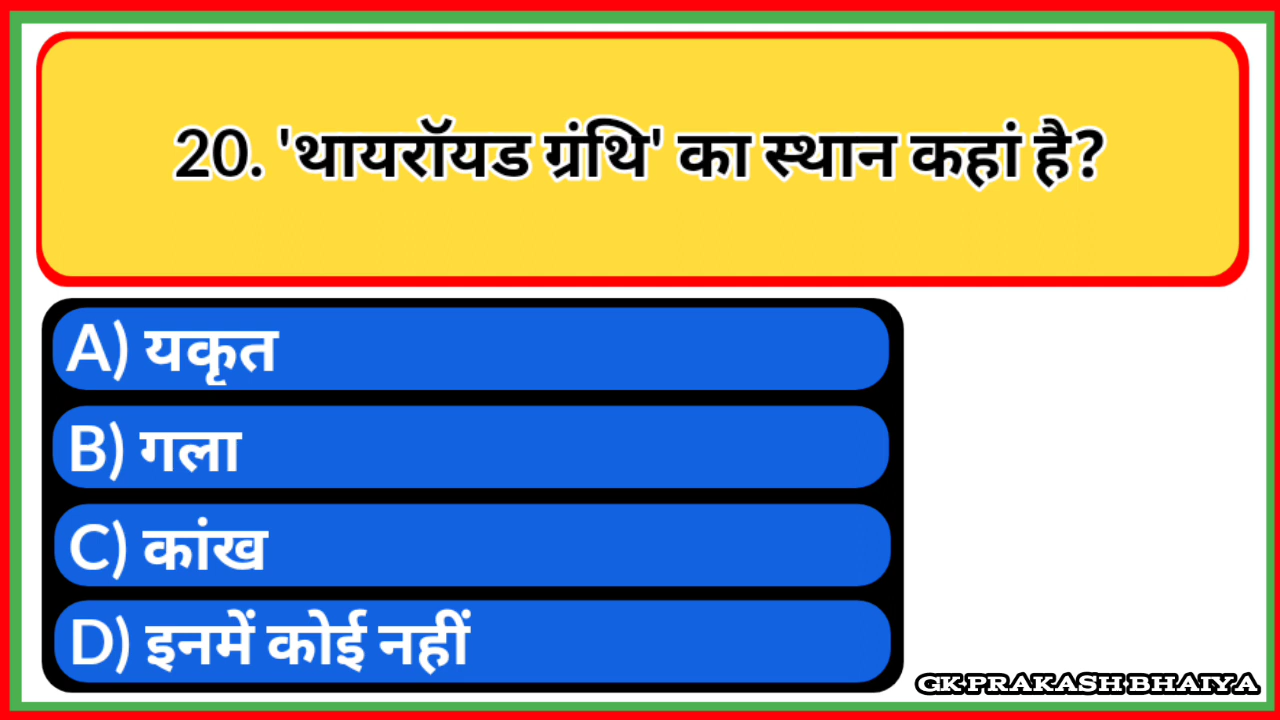 20. 'थायरॉयड ग्रंथि' का स्थान कहां है?
A) यकृत
B) गला
C) कांख
D) इनमें कोई नहीं
GK PRAKASH BHAIYA